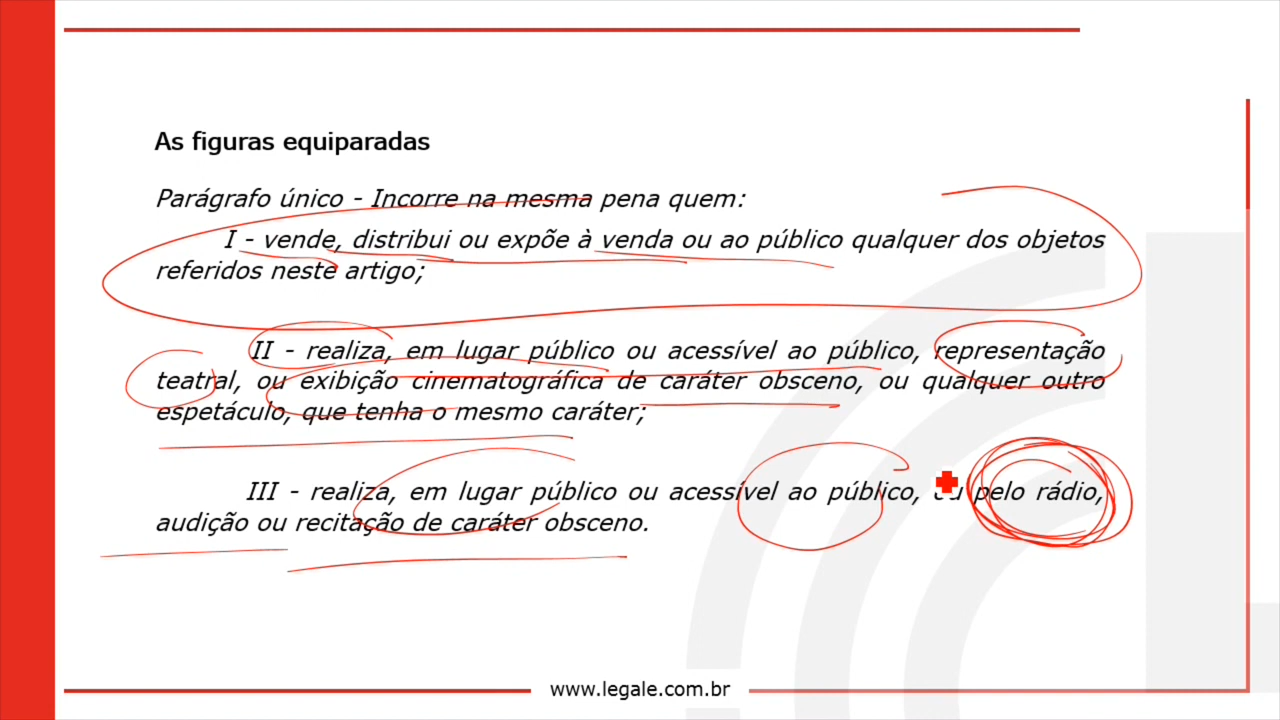 As figuras equiparadas
Parágrafo único - Incorre na mesma pena quem:
I - vende, distribui ou expõe à venda ou ao público qualquer dos objetos
referidos neste artigo;
II - realiza, em lugar público ou acessível ao público, representação
teatral, ou exibição cinematográfica de caráter obsceno, ou qualquer outro
espetáculo, que tenha o mesmo caráter;
III - realiza, em lugar público ou acessível ao público, ou pelo rádio,
audição ou recitação de caráter obsceno.
www.legale.com.br